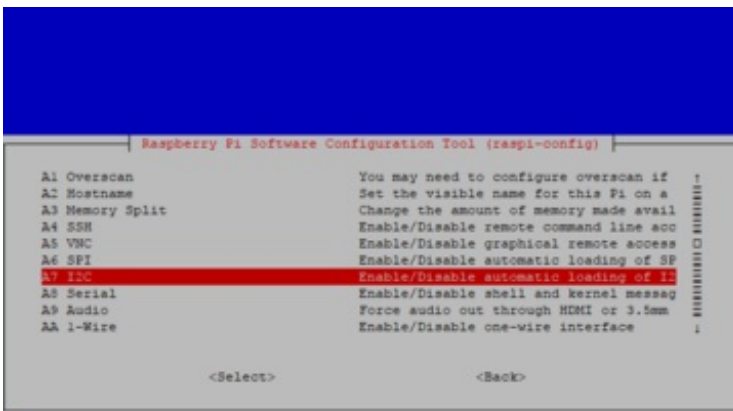 Raspberry Pi Software Configuration Tool (raspi-config)
A1 Overscan You may need to configure overscan if
A2 Hostname Set the visible name for this Pi on a
A3 Memory Split Change the amount of memory made avail
A4 SSH Enable/Disable remote command line acc
A5 VNC Enable/Disable graphical remote access
A6 SPI Enable/Disable automatic loading of SP
A7 I2C Enable/Disable automatic loading of I2
A8 Serial Enable/Disable shell and kernel messag
A9 Audio Force audio out through HDMI or 3.5mm
AA 1-Wire Enable/Disable one-wire interface
<Select> <Back>